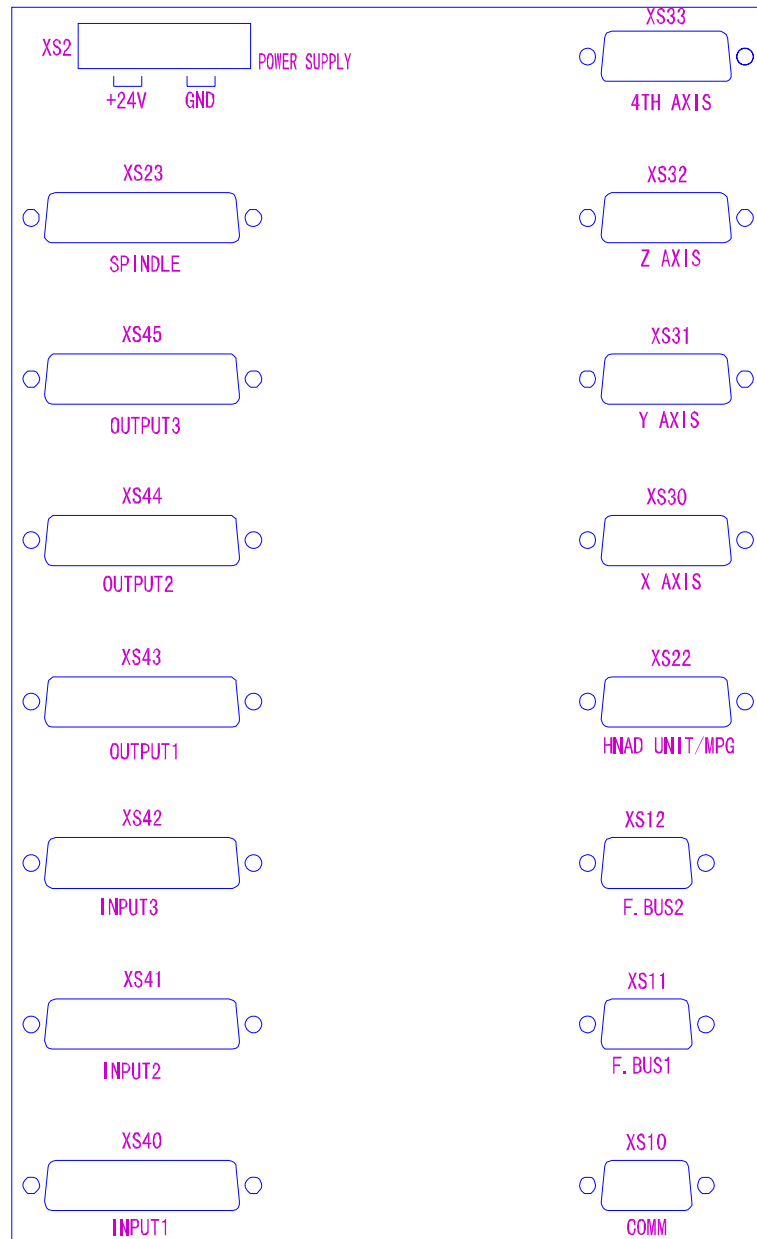 XS2
POWER SUPPLY
+24V GND
XS33
4TH AXIS
XS23
SPINDLE
XS32
Z AXIS
XS45
OUTPUT3
XS31
Y AXIS
XS44
OUTPUT2
XS30
X AXIS
XS43
OUTPUT1
XS22
HNAD UNIT/MPG
XS42
INPUT3
XS12
F.BUS2
XS41
INPUT2
XS11
F.BUS1
XS40
INPUT1
XS10
COMM